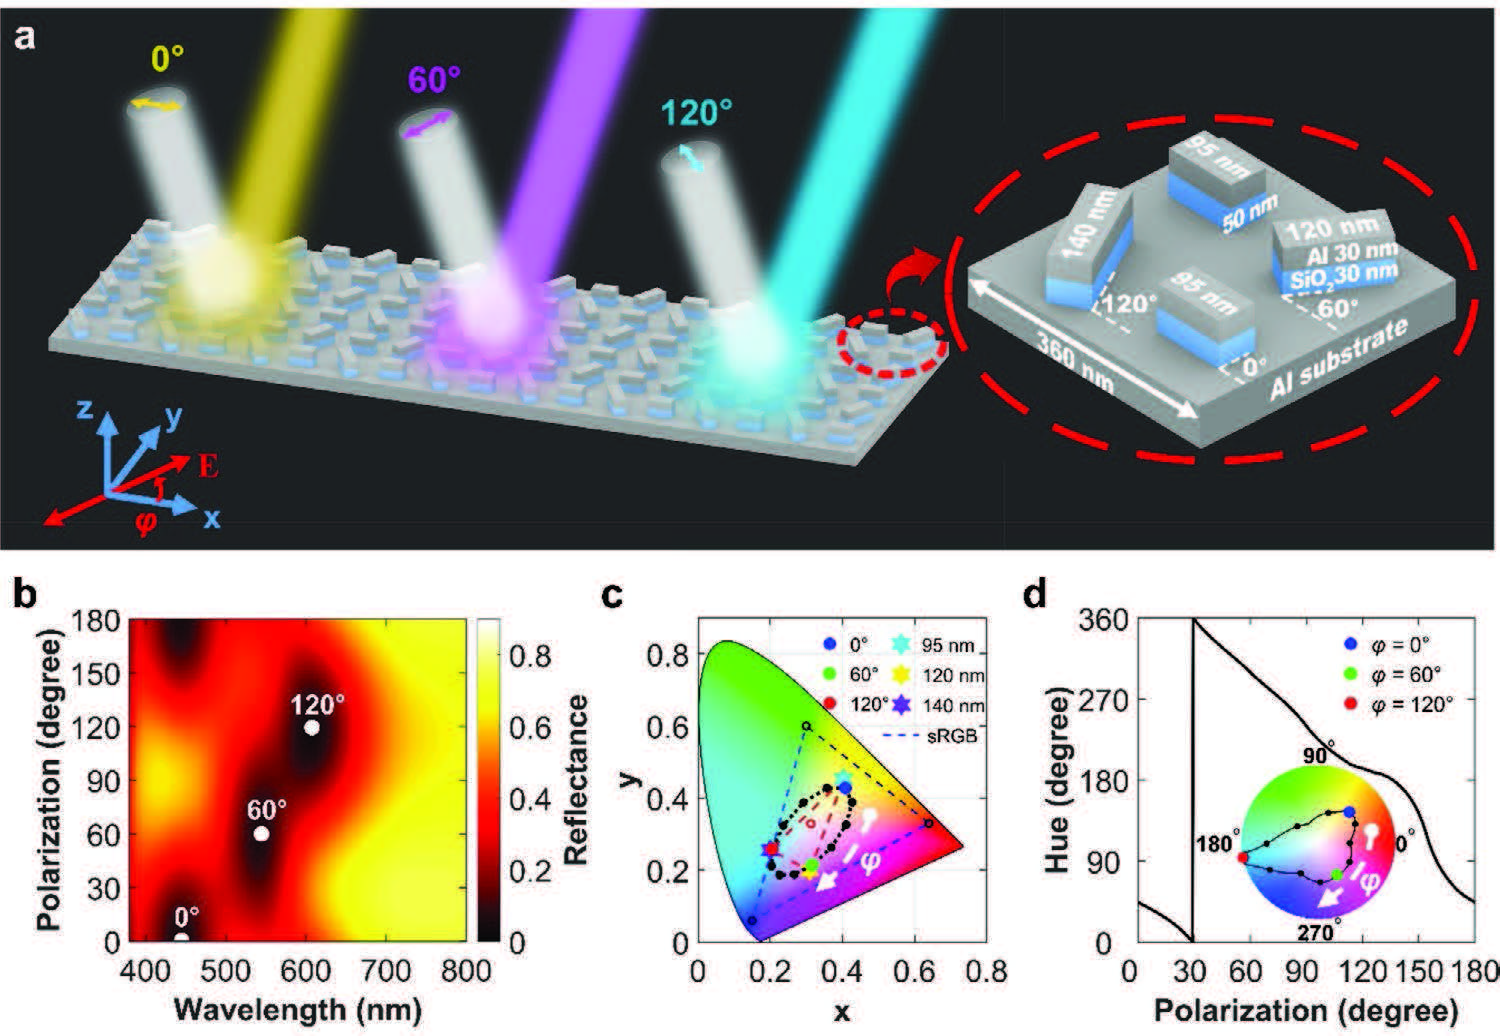 a
0°
60°
120°
95 nm
50 nm
140 nm
120 nm
Al 30 nm
SiO2 30 nm
95 nm
120°
60°
0°
360 nm
Al substrate
z
y
E
x
φ
b
180
150
120
90
60
30
0
Polarization (degree)
120°
60°
0°
400 500 600 700 800
Wavelength (nm)
0.8
0.6
0.4
0.2
0
Reflectance
c
y
0.8
0.6
0.4
0.2
0
0° 95 nm
60° 120 nm
120° 140 nm
sRGB
φ
0 0.2 0.4 0.6 0.8
x
d
Hue (degree)
360
270
180
90
0
φ = 0°
φ = 60°
φ = 120°
90°
180° 0°
φ
270°
0 30 60 90 120 150 180
Polarization (degree)